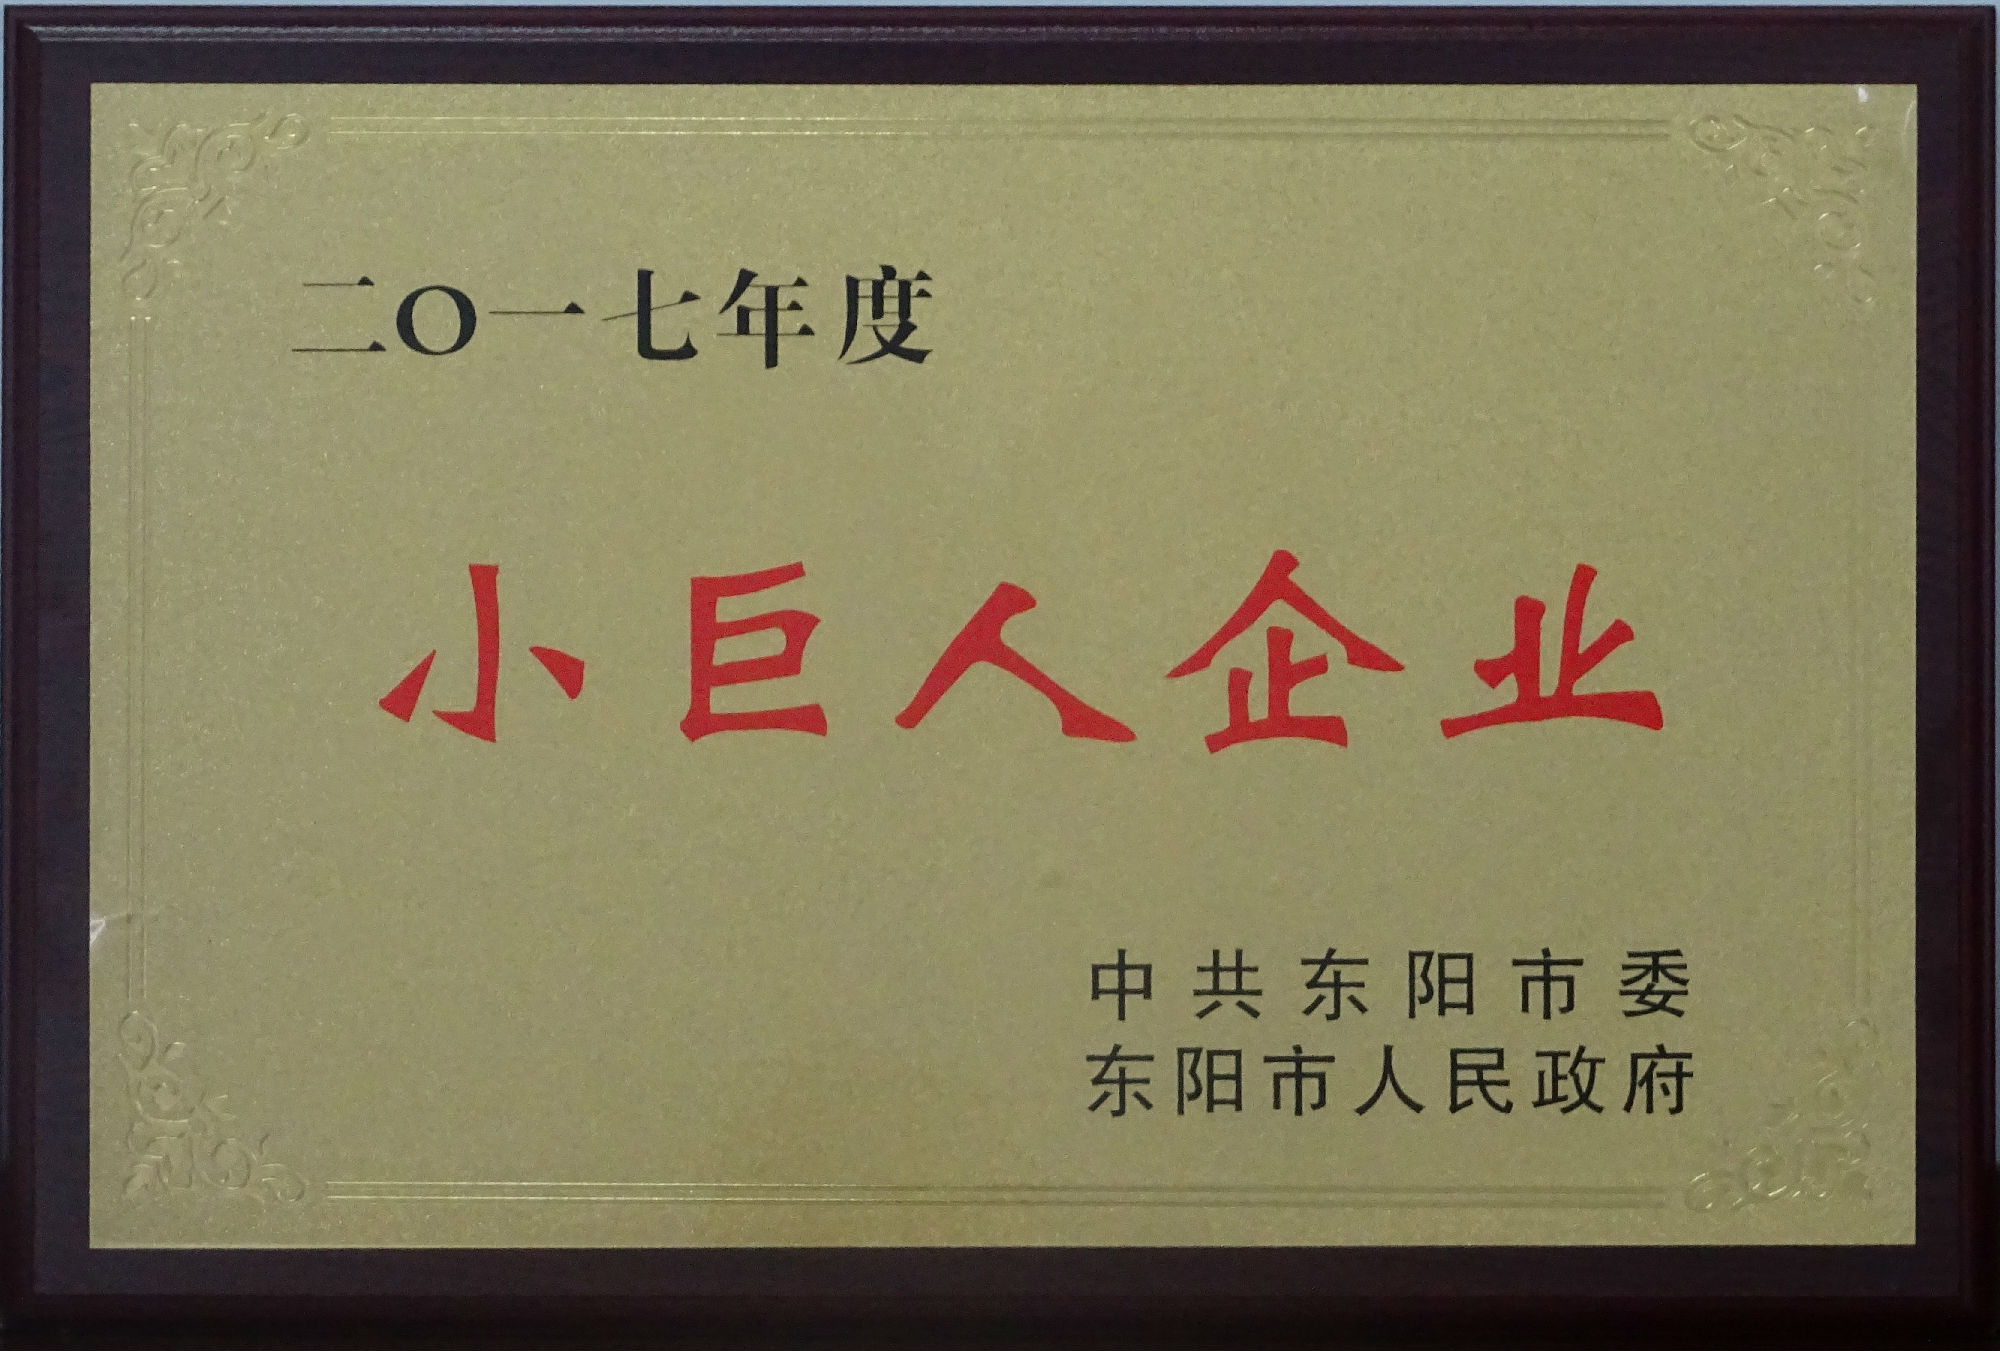 二〇一七年度
小巨人企业
中共东阳市委
东阳市人民政府